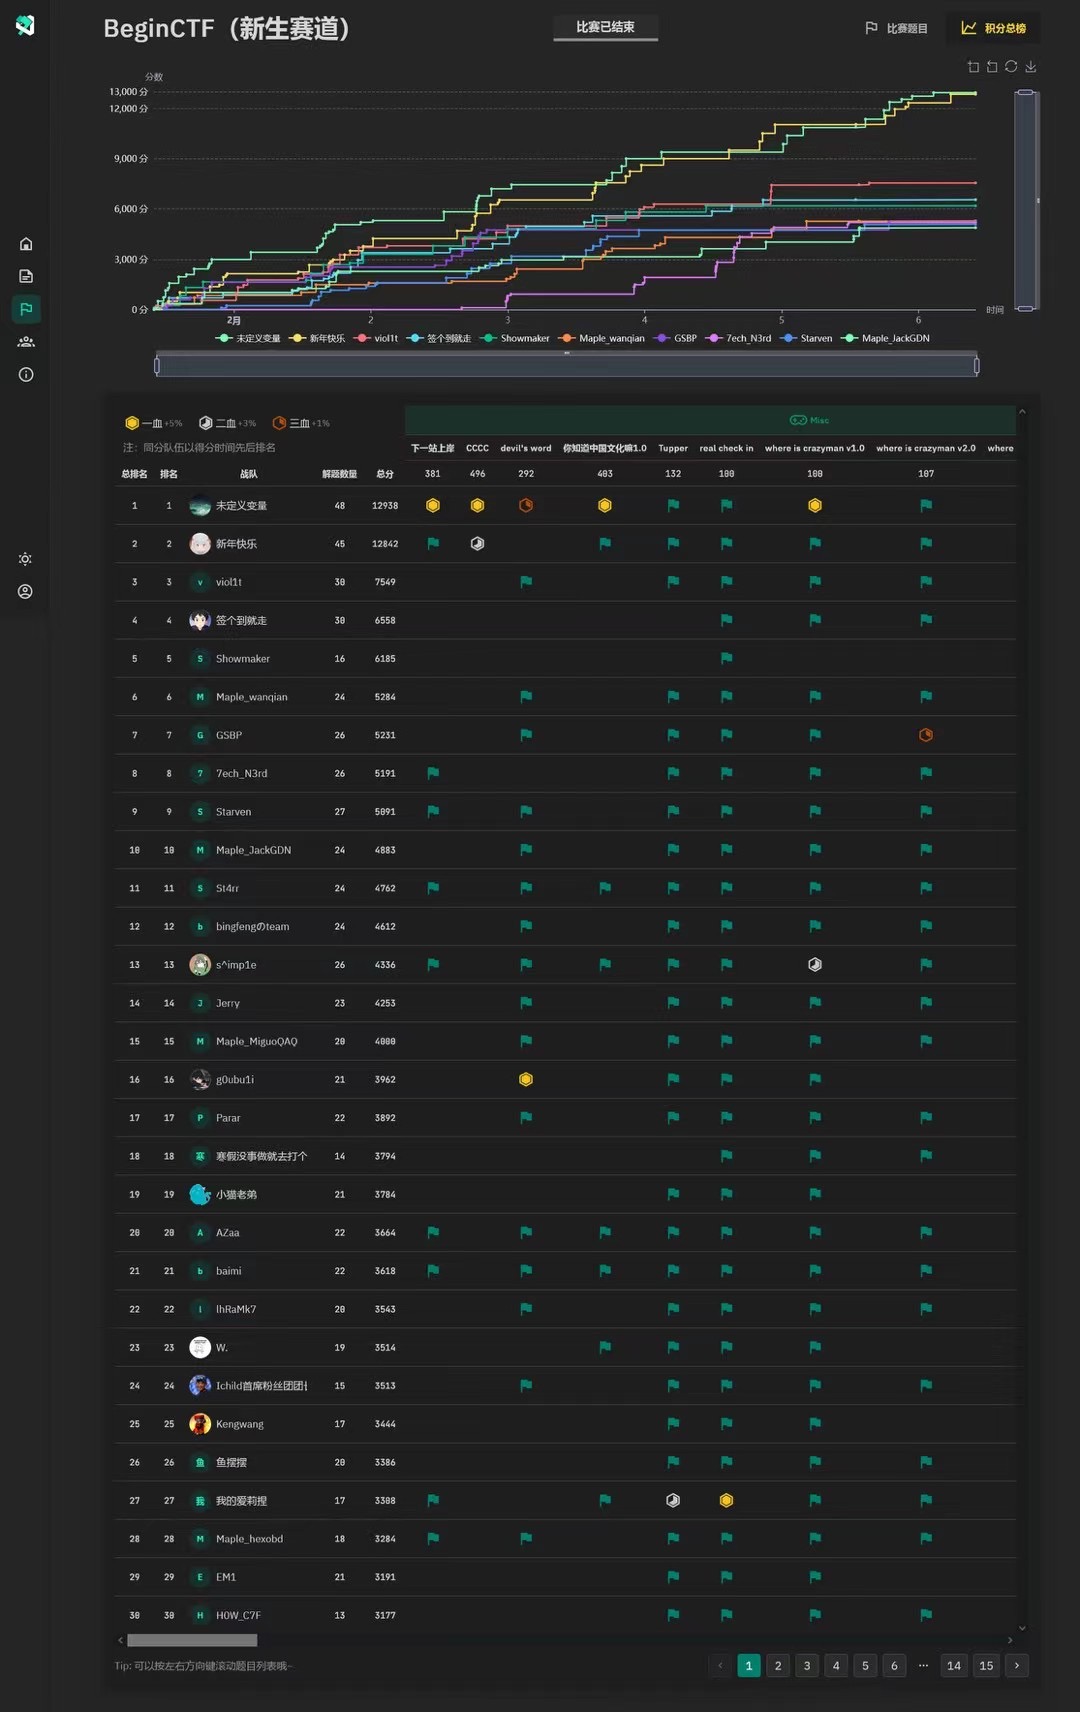 BeginCTF（新生赛道）
比赛已结束
比赛题目
积分总榜
分数
13,000 分
12,000 分
9,000 分
6,000 分
3,000 分
0 分
2月 2 3 4 5 6 时间
未定义变量 新年快乐 viol1t 签个到就走 Showmaker Maple_wanqian GSBP 7ech_N3rd Starven Maple_JackGDN
一血 +5% 二血 +3% 三血 +1%
注：同分队伍以得分时间先后排名
Misc
下一站上岸 CCCC devil's word 你知道中国文化嘛1.0 Tupper real check in where is crazyman v1.0 where is crazyman v2.0 where
总排名 排名 战队 解题数量 总分 381 496 292 403 132 100 100 107
1 1 未定义变量 48 12938
2 2 新年快乐 45 12842
3 3 v viol1t 30 7549
4 4 签个到就走 30 6558
5 5 S Showmaker 16 6185
6 6 M Maple_wanqian 24 5284
7 7 G GSBP 26 5231
8 8 7 7ech_N3rd 26 5191
9 9 S Starven 27 5091
10 10 M Maple_JackGDN 24 4883
11 11 S St4rr 24 4762
12 12 b bingfengのteam 24 4612
13 13 s^imp1e 26 4336
14 14 J Jerry 23 4253
15 15 M Maple_MiguoQAQ 20 4000
16 16 g0ubu1i 21 3962
17 17 P Parar 22 3892
18 18 寒 寒假没事做就去打个 14 3794
19 19 小猫老弟 21 3784
20 20 A AZaa 22 3664
21 21 b baimi 22 3618
22 22 l lhRaMk7 20 3543
23 23 W. 19 3514
24 24 Ichild首席粉丝团团 15 3513
25 25 Kengwang 17 3444
26 26 鱼 鱼摆摆 20 3386
27 27 我 我的爱莉捏 17 3308
28 28 M Maple_hexobd 18 3284
29 29 E EM1 21 3191
30 30 H H0W_C7F 13 3177
Tip: 可以按左右方向键滚动题目列表哦~
‹ 1 2 3 4 5 6 ··· 14 15 ›